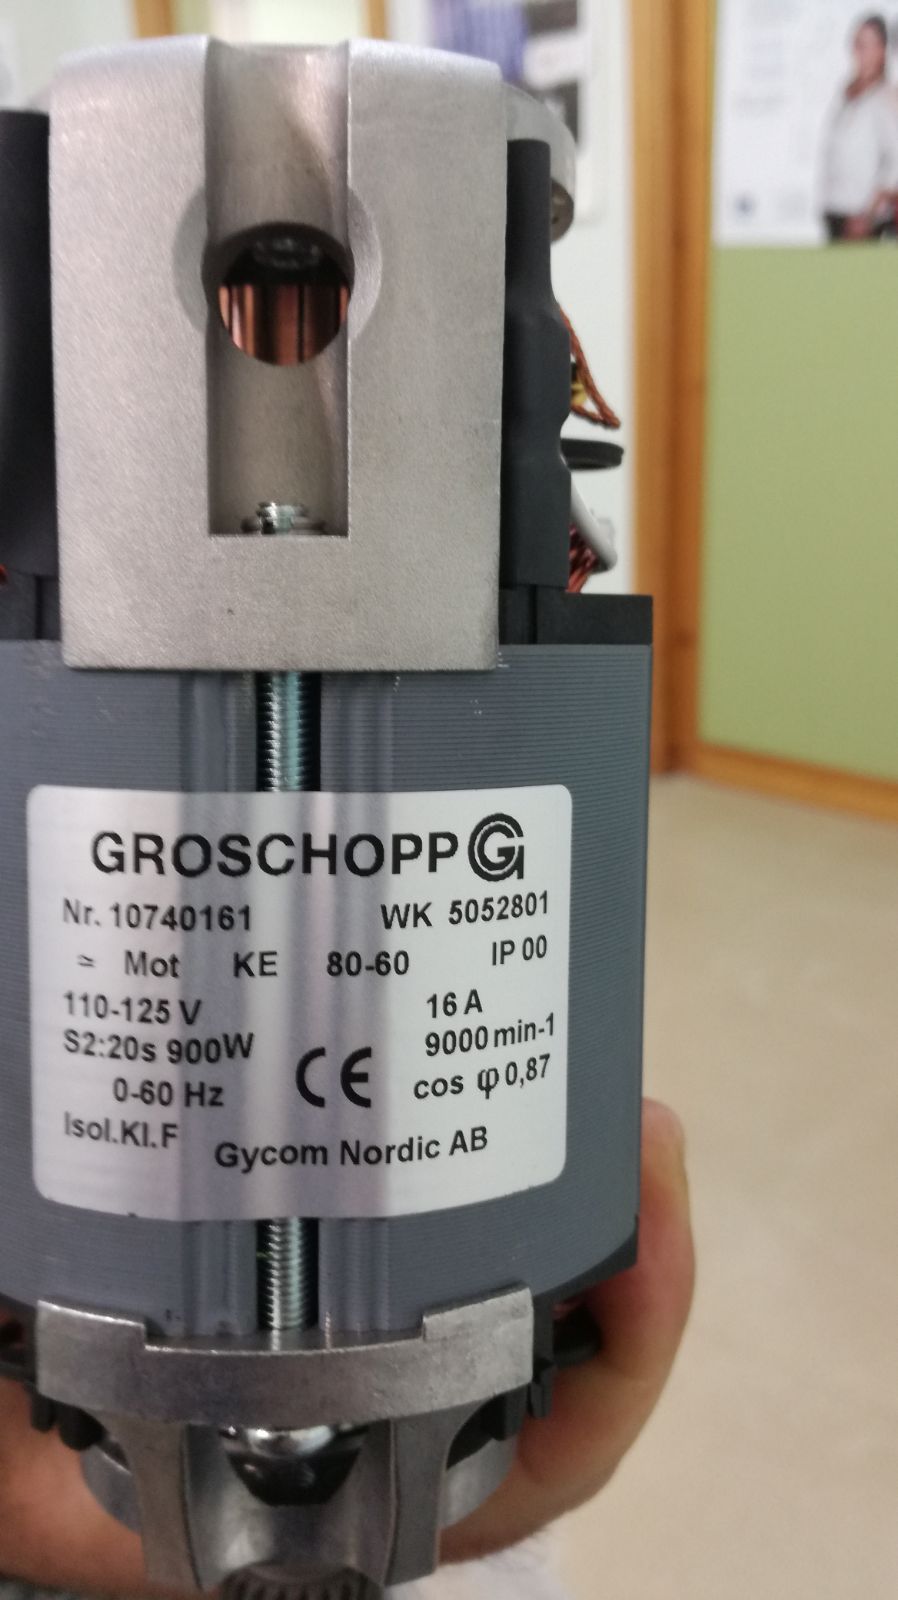 GROSCHOPP G
Nr. 10740161 WK 5052801
≃ Mot KE 80-60 IP 00
110-125 V 16 A
S2:20s 900W 9000 min-1
0-60 Hz CE cos φ 0,87
Isol.Kl.F Gycom Nordic AB